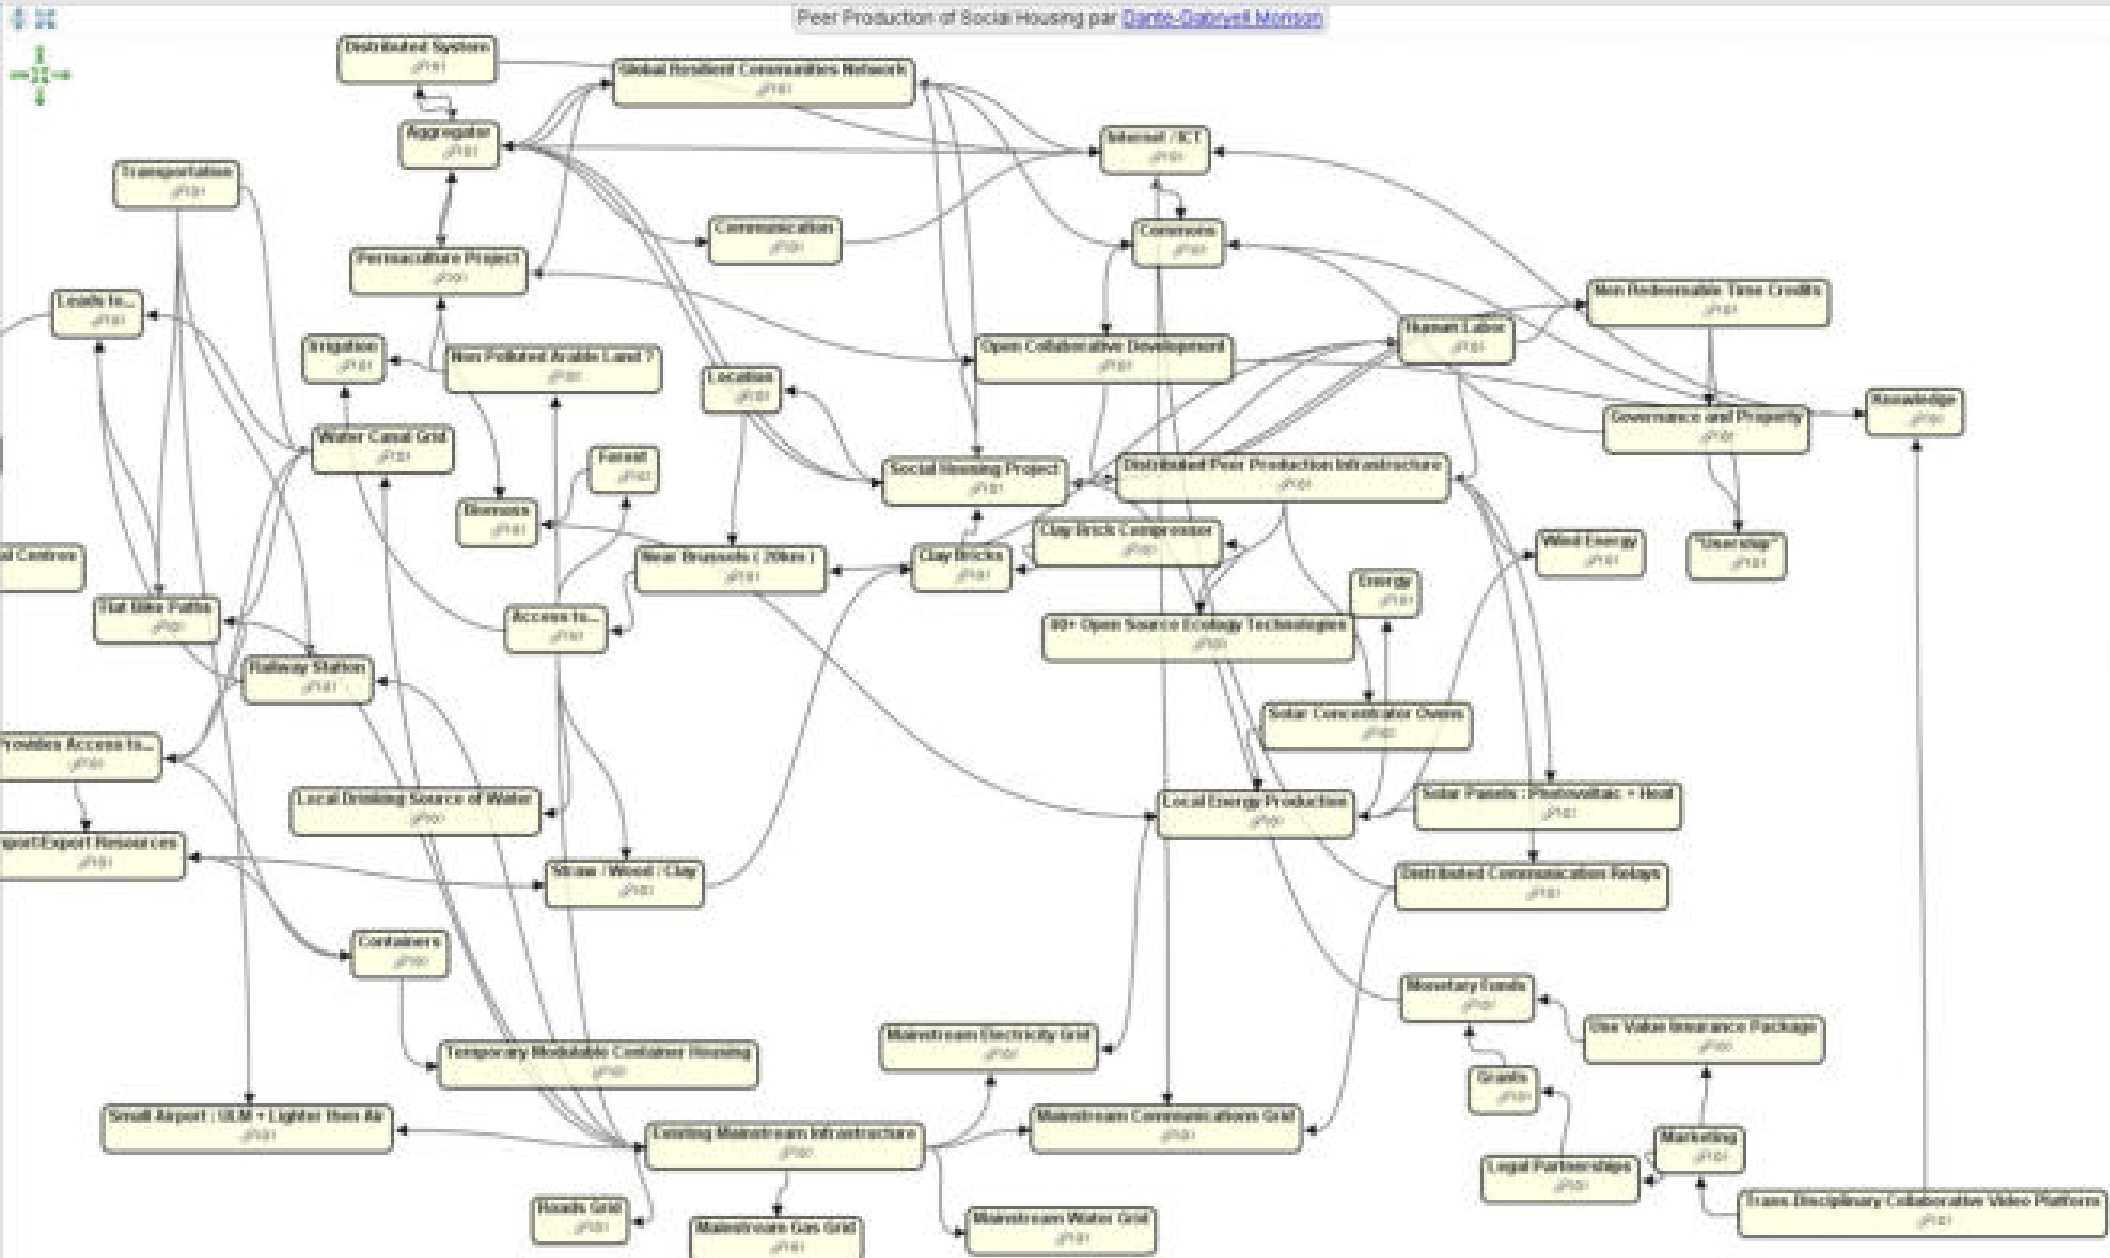 Peer Production of Social Housing par Dante-Gabryell Monson
Distributed System
Global Resilient Communities Network
Aggregator
Internet / ICT
Transportation
Communication
Commons
Permaculture Project
Leads to...
Non Redeemable Time Credits
Human Labor
Irrigation
Non Polluted Arable Land ?
Open Collaborative Development
Location
Knowledge
Governance and Property
Water Canal Grid
Forest
Social Housing Project
Distributed Peer Production Infrastructure
Biomass
Clay Brick Compressor
Wind Energy
"Usership"
al Centres
Near Brussels ( 20km )
Clay Bricks
Energy
Flat Bike Paths
Access to...
40+ Open Source Ecology Technologies
Railway Station
Solar Concentrator Ovens
Provides Access to...
Local Drinking Source of Water
Local Energy Production
Solar Panels : Photovoltaic + Heat
port/Export Resources
Straw / Wood / Clay
Distributed Communication Relays
Containers
Monetary Funds
Mainstream Electricity Grid
Use Value Insurance Package
Temporary Modulable Container Housing
Grants
Small Airport : ULM + Lighter then Air
Existing Mainstream Infrastructure
Mainstream Communications Grid
Marketing
Legal Partnerships
Roads Grid
Mainstream Gas Grid
Mainstream Water Grid
Trans Disciplinary Collaborative Video Platform